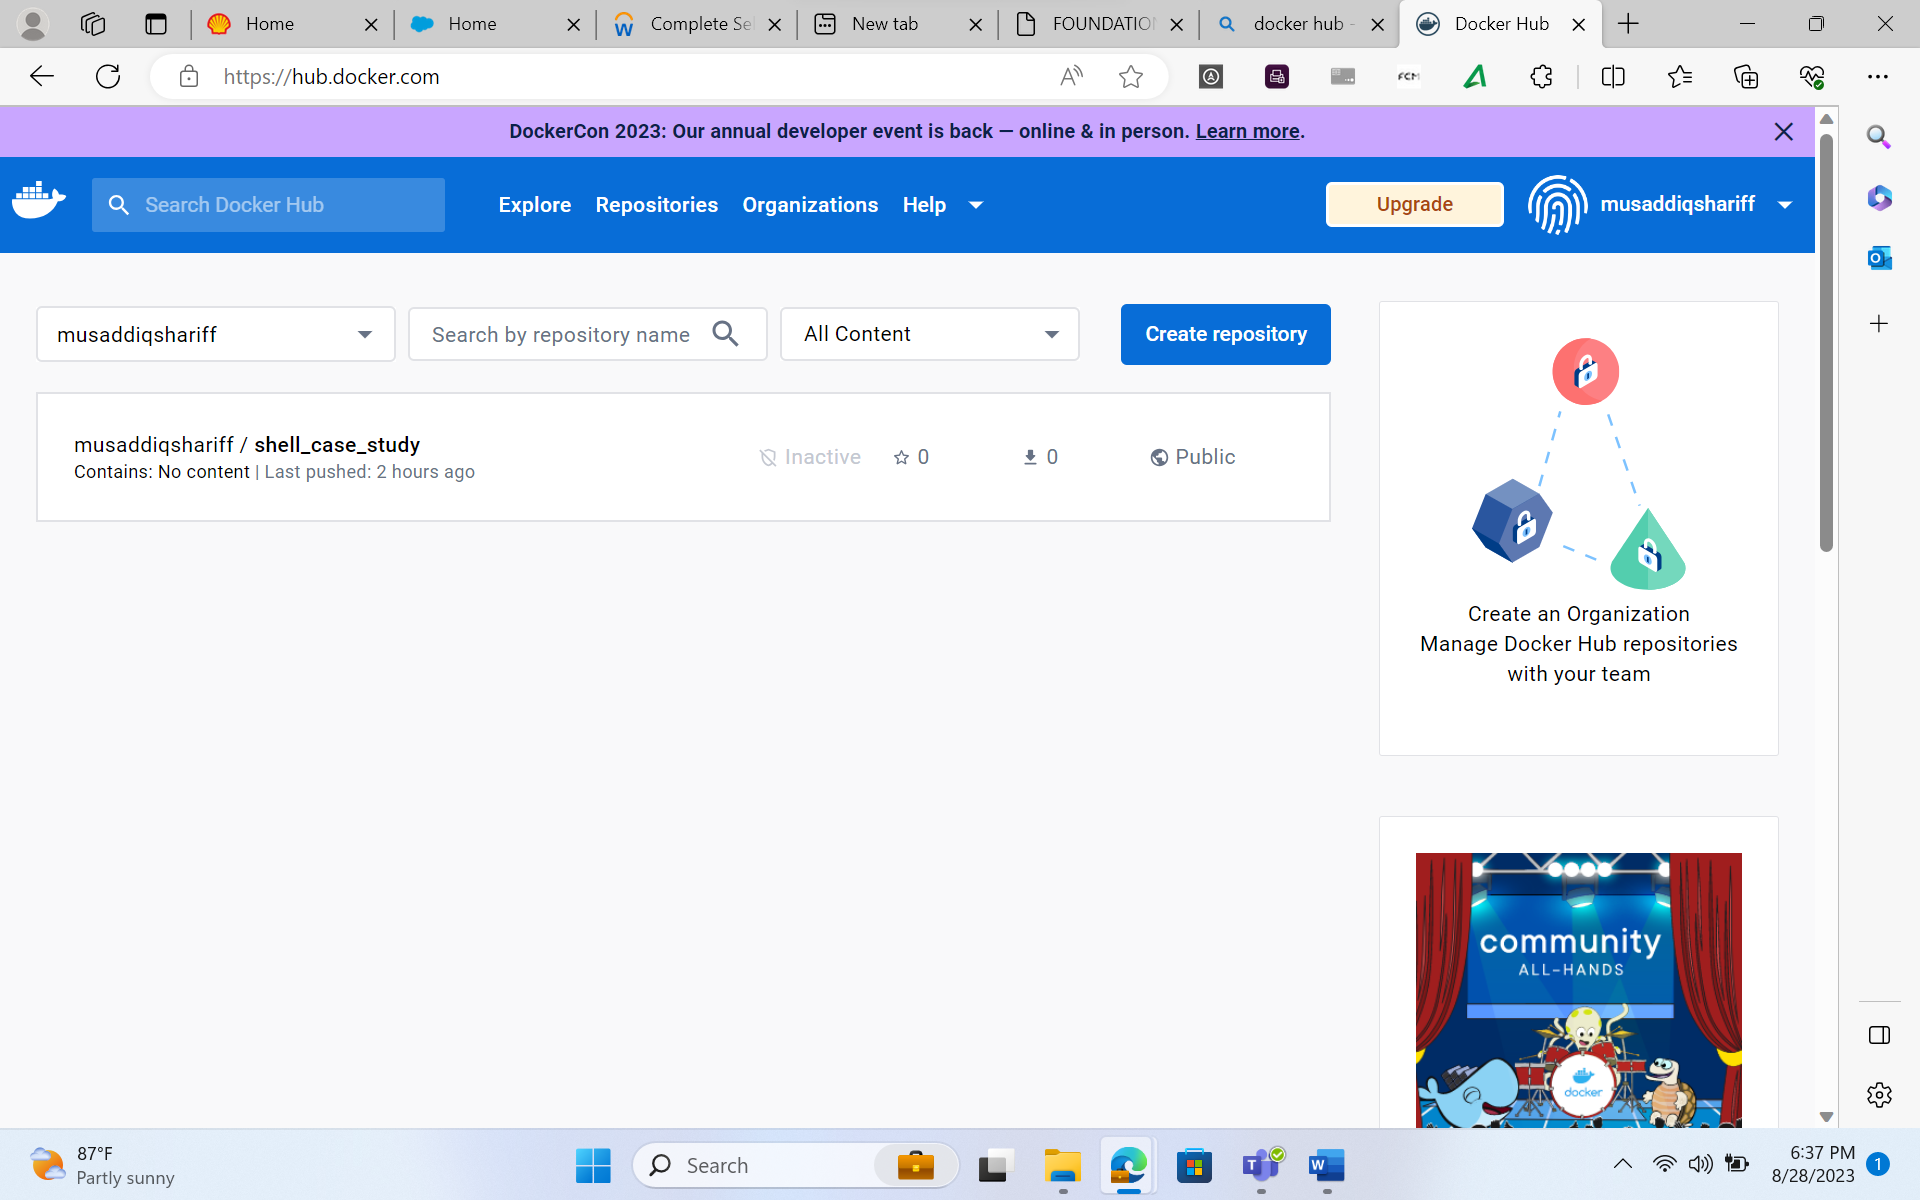 Home
Home
Complete Se
New tab
FOUNDATION
docker hub -
Docker Hub
https://hub.docker.com
FCM
DockerCon 2023: Our annual developer event is back — online & in person. Learn more.
Search Docker Hub
Explore
Repositories
Organizations
Help
Upgrade
musaddiqshariff
musaddiqshariff
Search by repository name
All Content
Create repository
musaddiqshariff / shell_case_study
Contains: No content | Last pushed: 2 hours ago
Inactive
0
0
Public
Create an Organization
Manage Docker Hub repositories
with your team
community
ALL-HANDS
docker
87°F
Partly sunny
Search
6:37 PM
8/28/2023
1